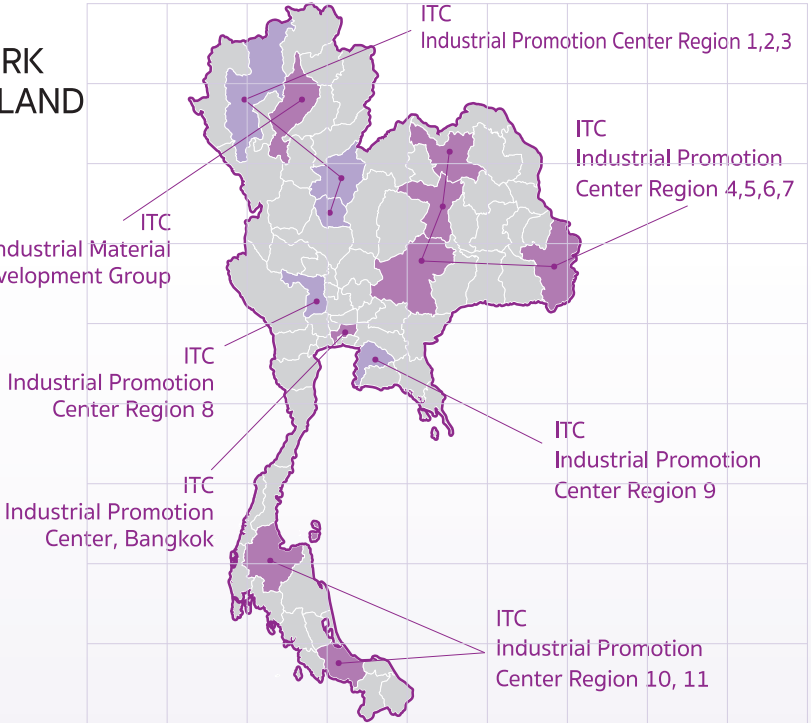 RK
LAND
ITC
Industrial Promotion Center Region 1,2,3
ITC
Industrial Promotion
Center Region 4,5,6,7
ITC
ndustrial Material
velopment Group
ITC
Industrial Promotion
Center Region 8
ITC
Industrial Promotion
Center Region 9
ITC
Industrial Promotion
Center, Bangkok
ITC
Industrial Promotion
Center Region 10, 11